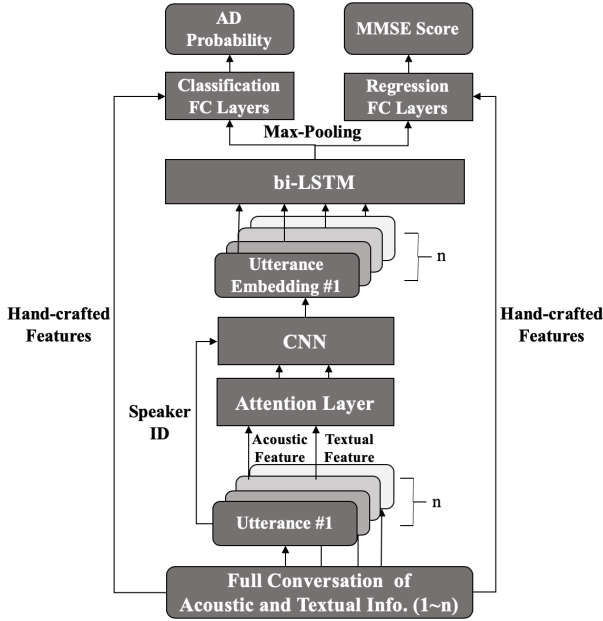 AD
Probability
MMSE Score
Classification
FC Layers
Regression
FC Layers
Max-Pooling
bi-LSTM
n
Utterance
Embedding #1
Hand-crafted
Features
Hand-crafted
Features
CNN
Speaker
ID
Attention Layer
Acoustic
Feature
Textual
Feature
n
Utterance #1
Full Conversation of
Acoustic and Textual Info. (1~n)